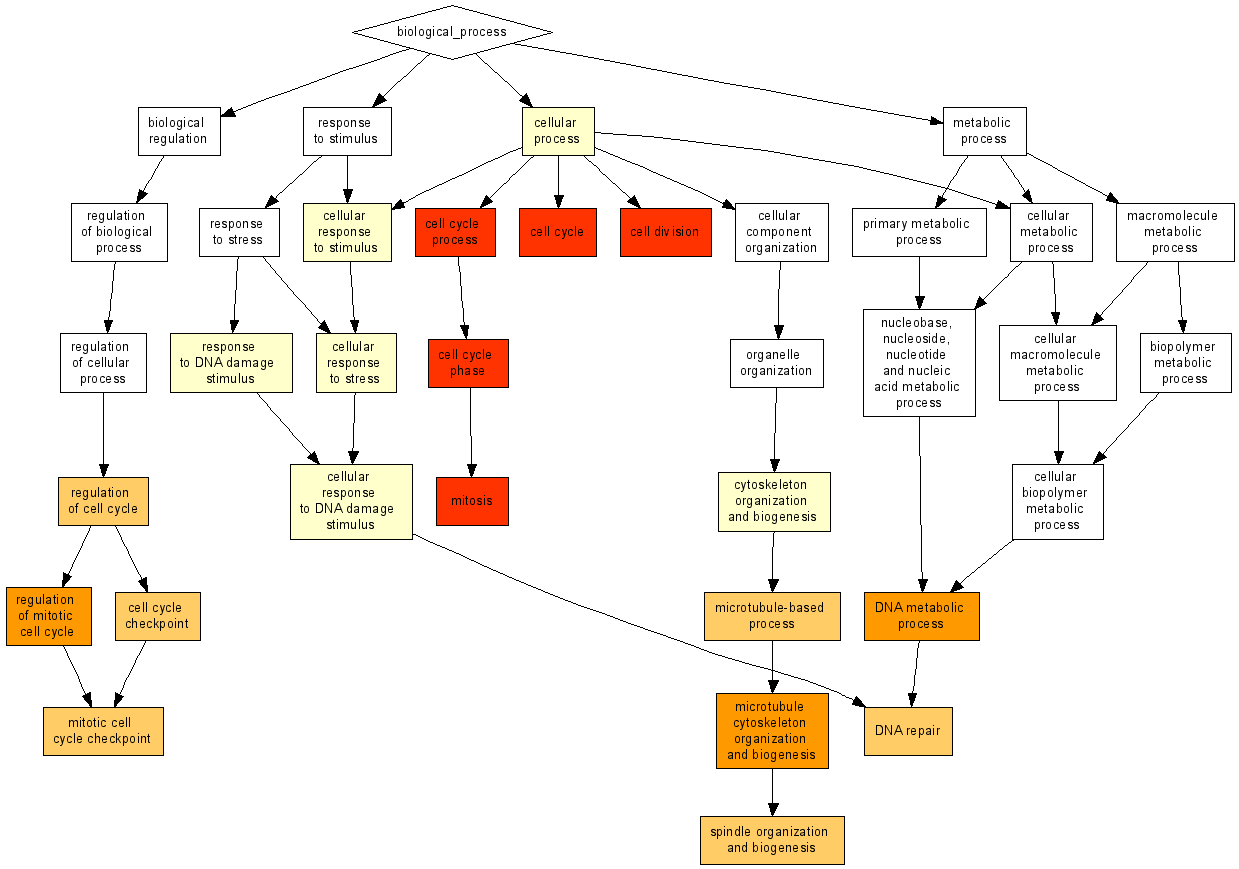 biological_process
biological
regulation
response
to stimulus
cellular
process
metabolic
process
regulation
of biological
process
response
to stress
cellular
response
to stimulus
cell cycle
process
cell cycle
cell division
cellular
component
organization
primary metabolic
process
cellular
metabolic
process
macromolecule
metabolic
process
regulation
of cellular
process
response
to DNA damage
stimulus
cellular
response
to stress
cell cycle
phase
organelle
organization
nucleobase,
nucleoside,
nucleotide
and nucleic
acid metabolic
process
cellular
macromolecule
metabolic
process
biopolymer
metabolic
process
regulation
of cell cycle
cellular
response
to DNA damage
stimulus
mitosis
cytoskeleton
organization
and biogenesis
cellular
biopolymer
metabolic
process
regulation
of mitotic
cell cycle
cell cycle
checkpoint
microtubule-based
process
DNA metabolic
process
mitotic cell
cycle checkpoint
microtubule
cytoskeleton
organization
and biogenesis
DNA repair
spindle organization
and biogenesis